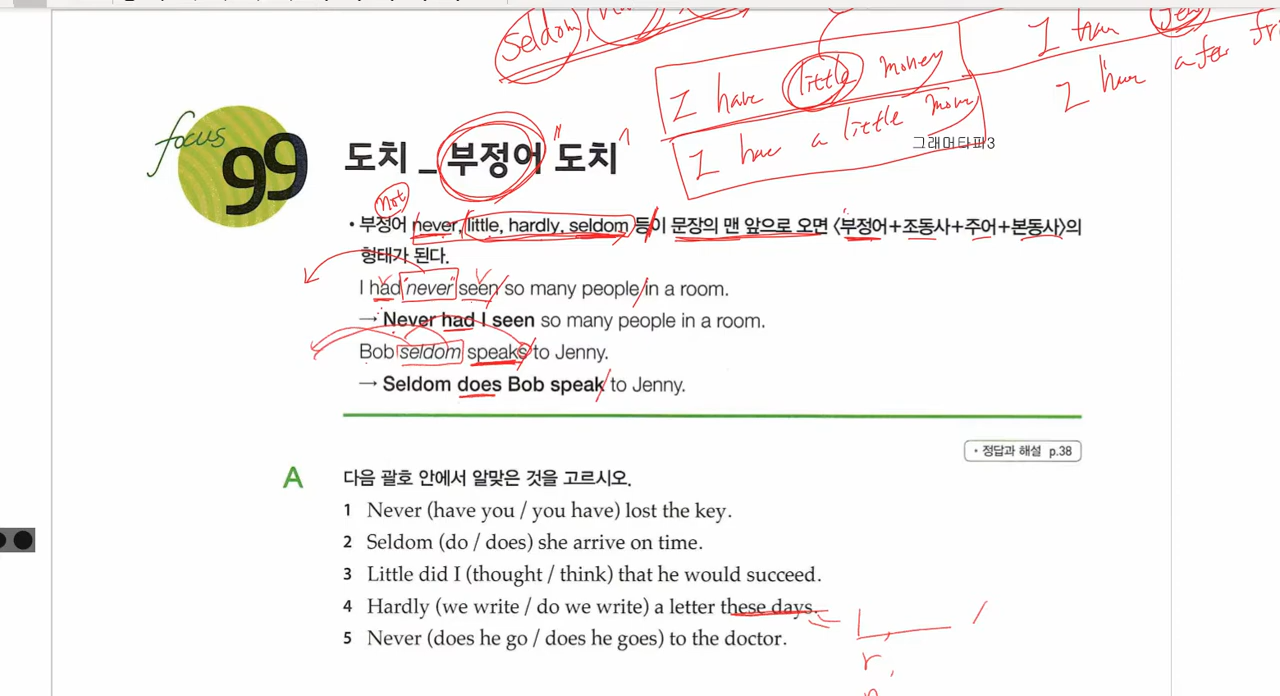 seldom,
I have little money
I have a little mone
I have few
I have a few fri
그래머타파3
focus
99
도치 _ 부정어 도치
not
• 부정어 never, little, hardly, seldom 등이 문장의 맨 앞으로 오면 〈부정어+조동사+주어+본동사〉의
형태가 된다.
I had "never" seen so many people in a room.
→ Never had I seen so many people in a room.
Bob seldom speaks to Jenny.
→ Seldom does Bob speak to Jenny.
• 정답과 해설 p.38
A 다음 괄호 안에서 알맞은 것을 고르시오.
1 Never (have you / you have) lost the key.
2 Seldom (do / does) she arrive on time.
3 Little did I (thought / think) that he would succeed.
4 Hardly (we write / do we write) a letter these days.
5 Never (does he go / does he goes) to the doctor.